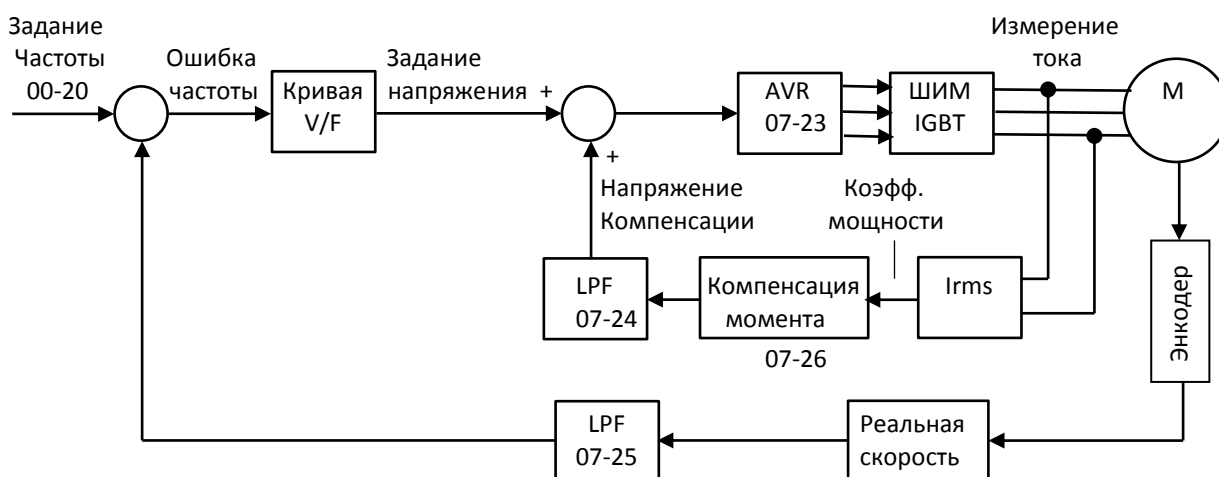 Задание
Частоты
00-20
Ошибка
частоты
Кривая
V/F
Задание
напряжения +
AVR
07-23
ШИМ
IGBT
Измерение
тока
М
+
Напряжение
Компенсации
Коэфф.
мощности
LPF
07-24
Компенсация
момента
07-26
Irms
Энкодер
LPF
07-25
Реальная
скорость